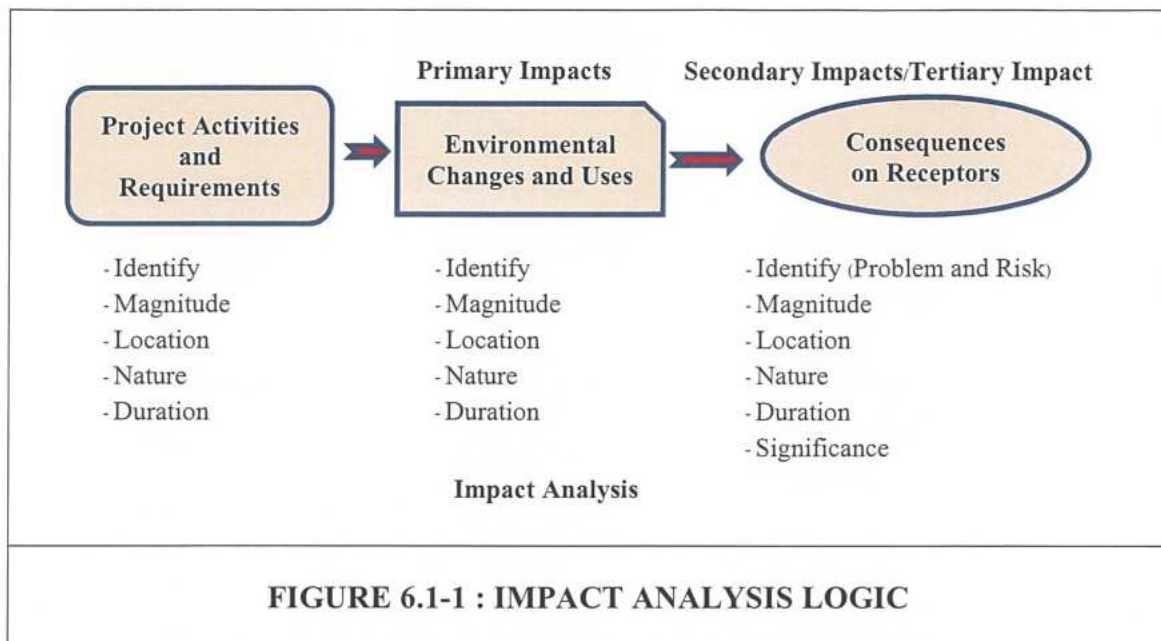 Primary Impacts
Secondary Impacts/Tertiary Impact
Project Activities
and
Requirements
Environmental
Changes and Uses
Consequences
on Receptors
- Identify
- Magnitude
- Location
- Nature
- Duration
- Identify
- Magnitude
- Location
- Nature
- Duration
- Identify (Problem and Risk)
- Magnitude
- Location
- Nature
- Duration
- Significance
Impact Analysis
FIGURE 6.1-1 : IMPACT ANALYSIS LOGIC